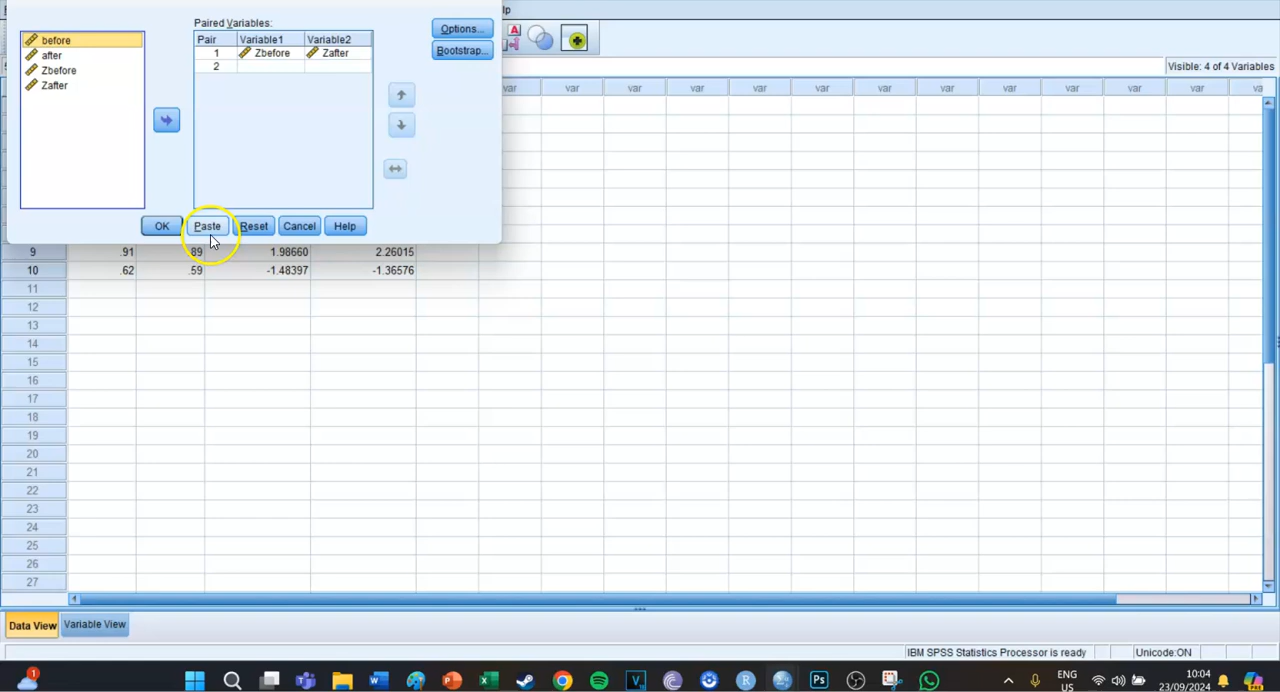 lp
Paired Variables:
Pair Variable1 Variable2
1 Zbefore Zafter
2
before
after
Zbefore
Zafter
Options...
Bootstrap...
OK Paste Reset Cancel Help
A
Visible: 4 of 4 Variables
var var var var var var var var var var var var
9 .91 .89 1.98660 2.26015
10 .62 .59 -1.48397 -1.36576
11
12
13
14
15
16
17
18
19
20
21
22
23
24
25
26
27
Data View Variable View
IBM SPSS Statistics Processor is ready Unicode:ON
ENG
US
10:04
23/09/2024